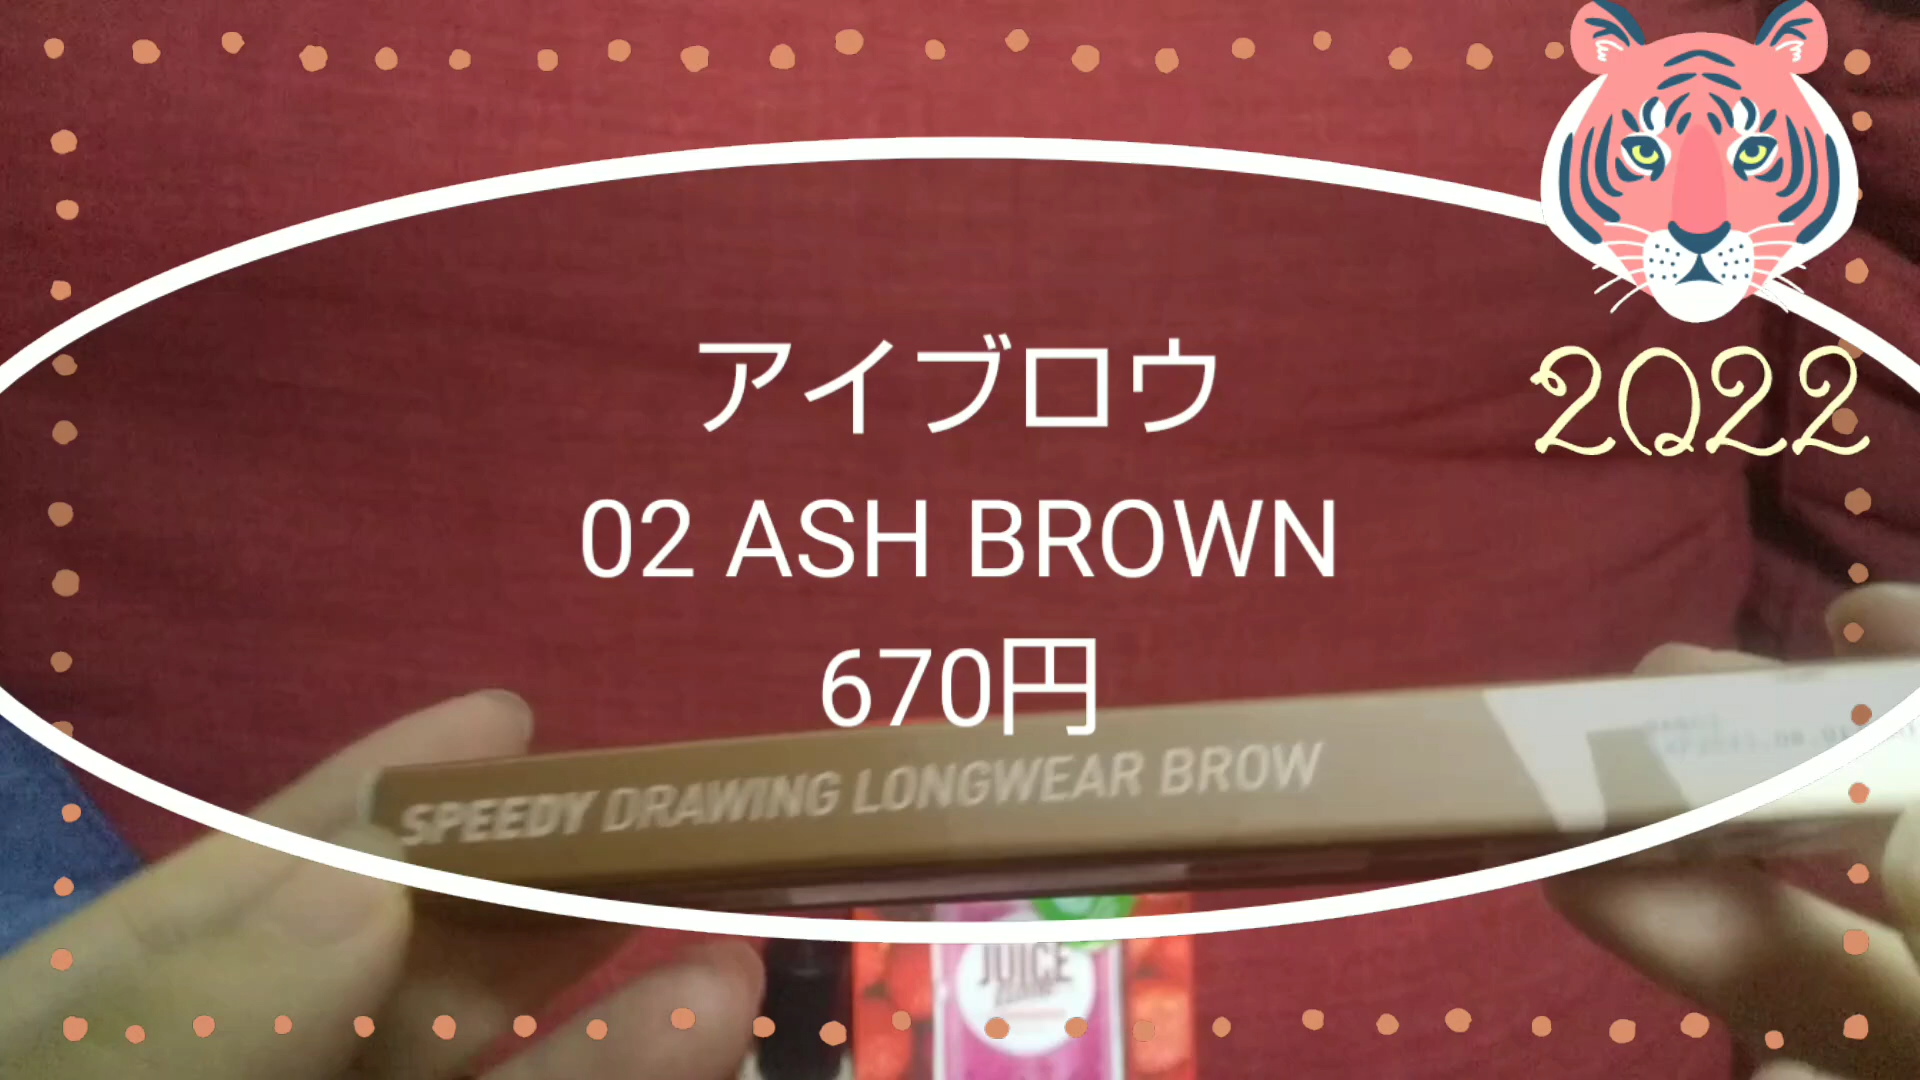 2022
アイブロウ
02 ASH BROWN
670円
SPEEDY DRAWING LONGWEAR BROW
JUICE